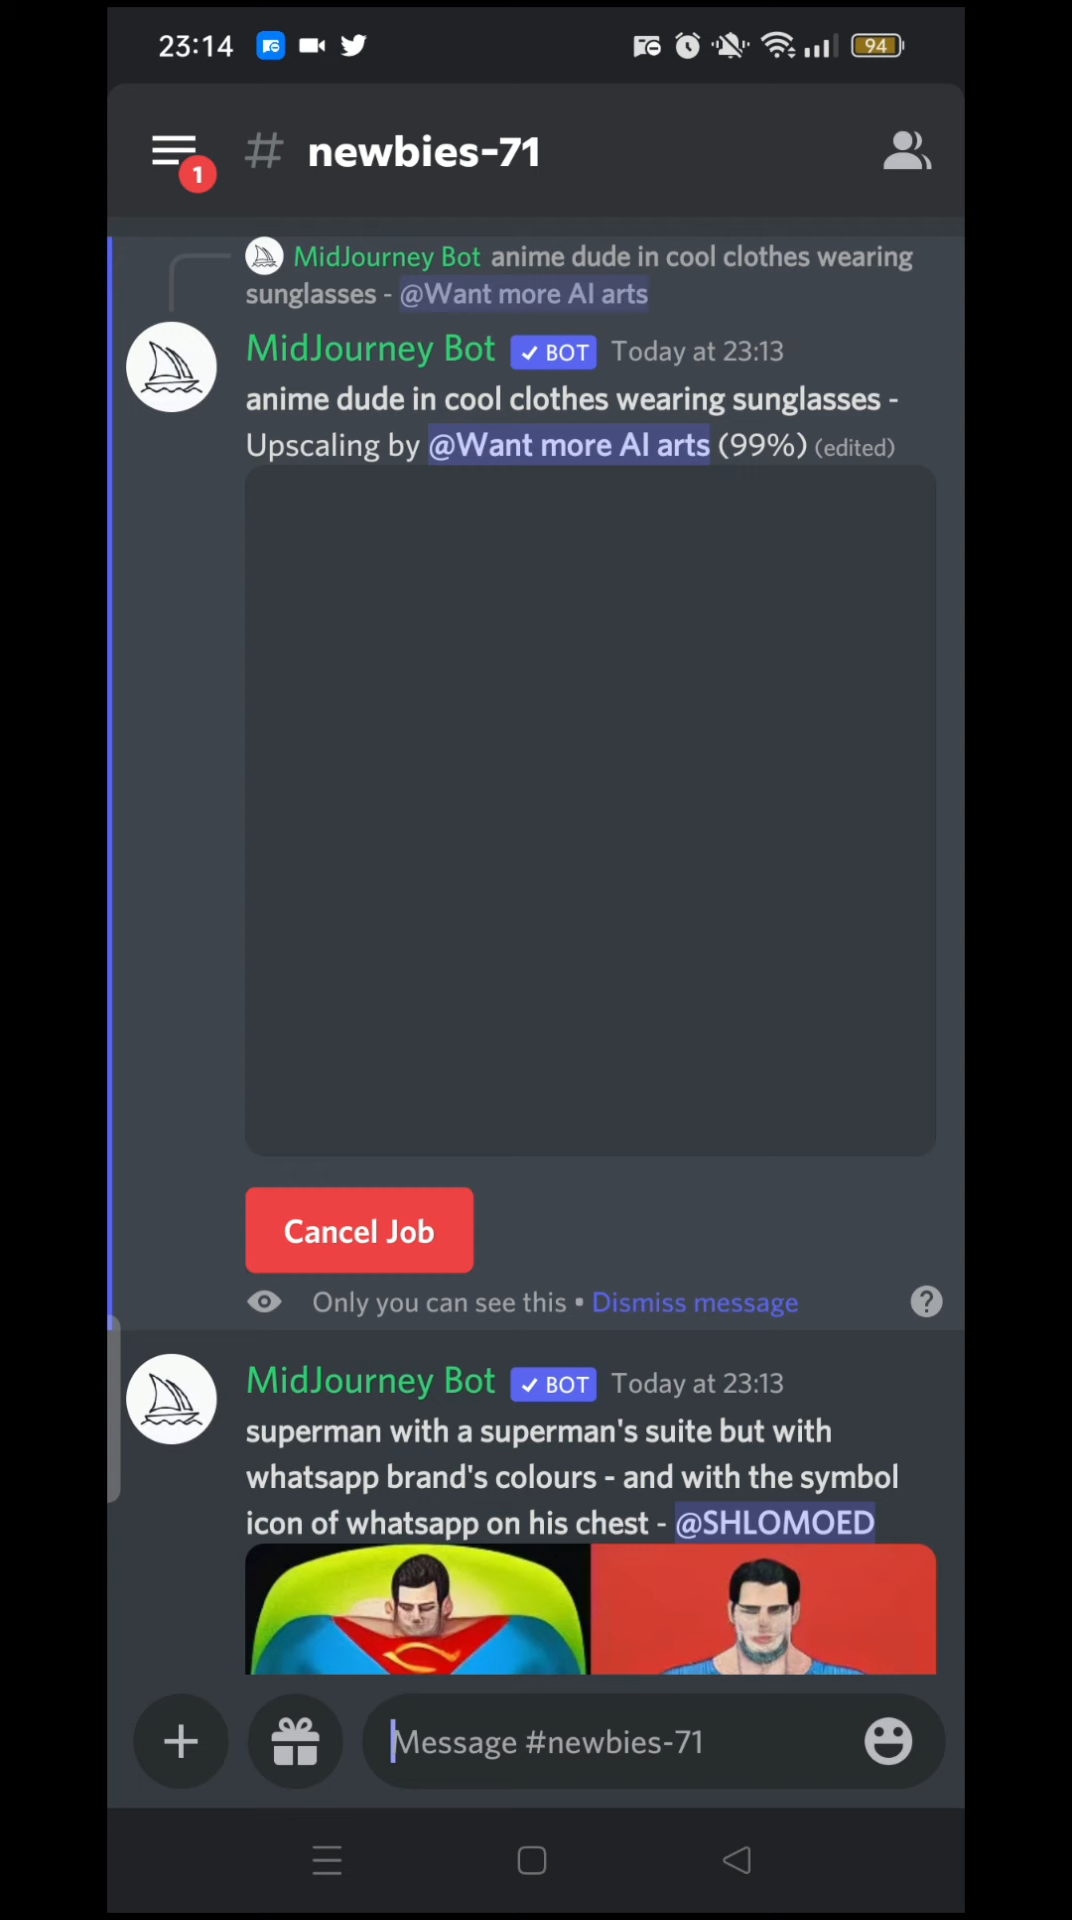 23:14
94
1
# newbies-71
MidJourney Bot anime dude in cool clothes wearing
sunglasses - @Want more AI arts
MidJourney Bot ✓ BOT Today at 23:13
anime dude in cool clothes wearing sunglasses -
Upscaling by @Want more AI arts (99%) (edited)
Cancel Job
Only you can see this • Dismiss message
?
MidJourney Bot ✓ BOT Today at 23:13
superman with a superman's suite but with
whatsapp brand's colours - and with the symbol
icon of whatsapp on his chest - @SHLOMOED
Message #newbies-71